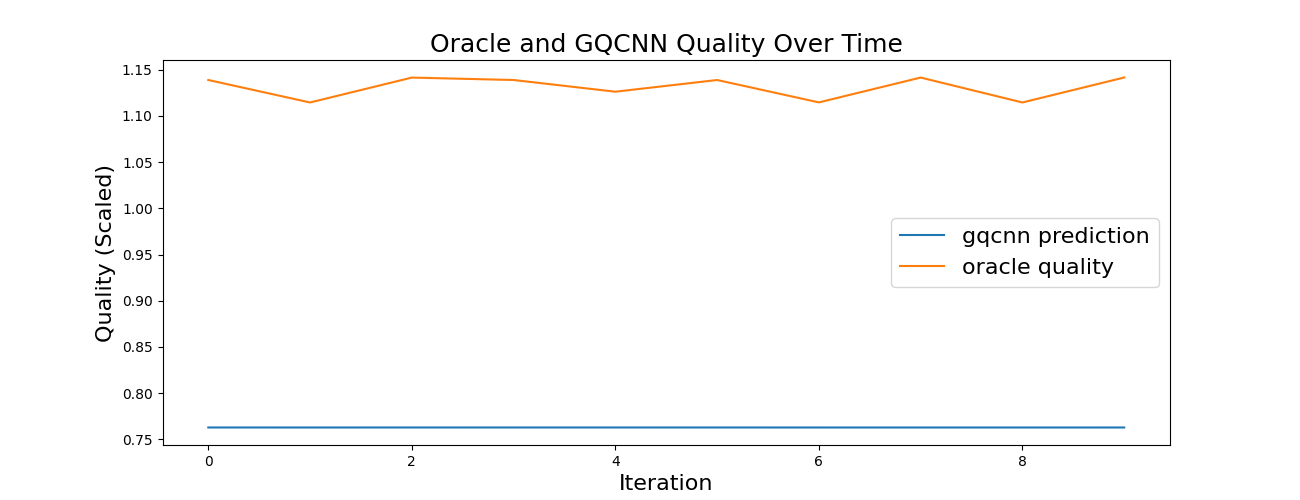 Oracle and GQCNN Quality Over Time
1.15
1.10
1.05
1.00
0.95
0.90
0.85
0.80
0.75
Quality (Scaled)
gqcnn prediction
oracle quality
0 2 4 6 8
Iteration